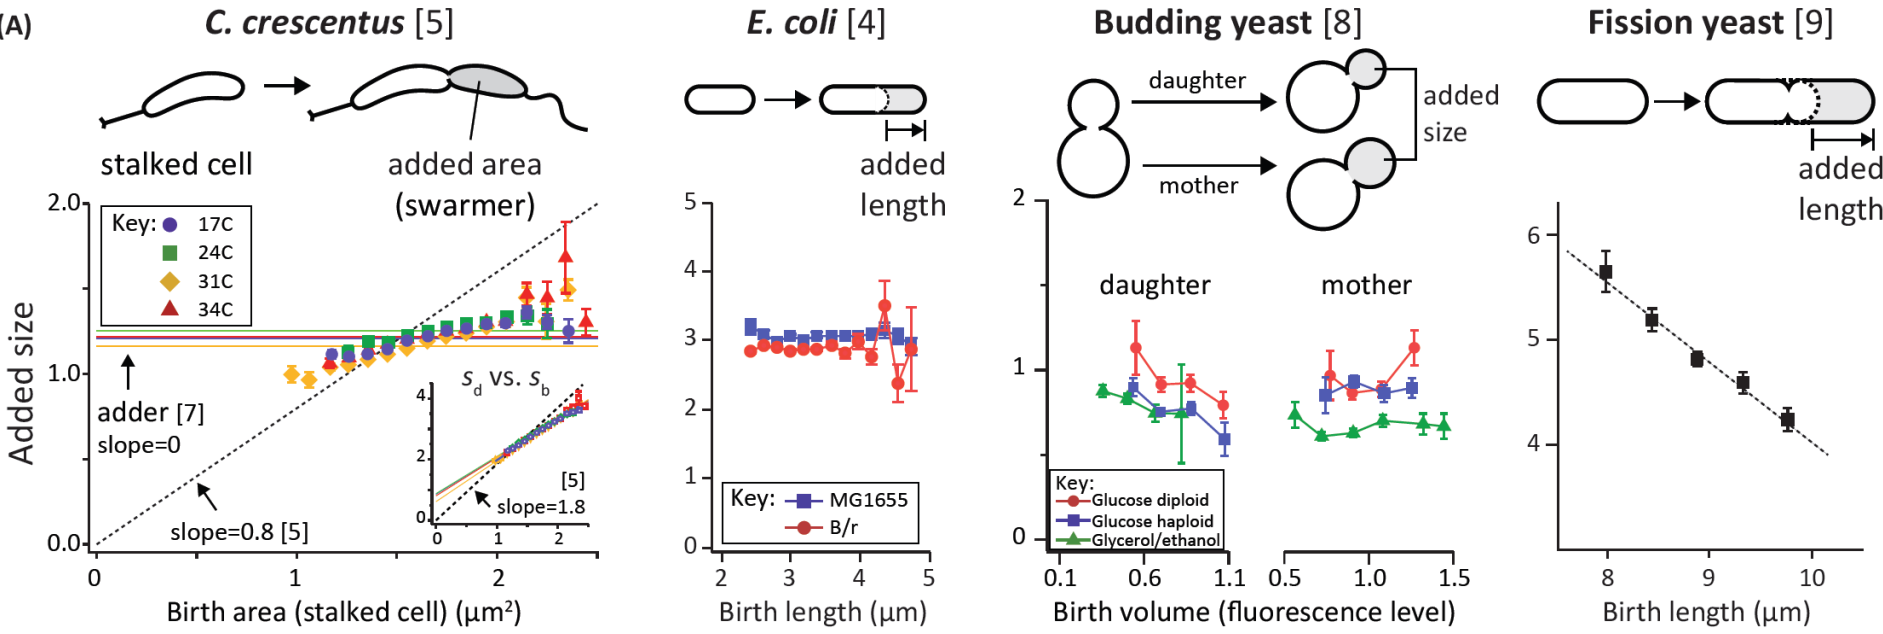 (A)
C. crescentus [5]
stalked cell
added area
(swarmer)
Added size
2.0
1.0
0.0
Key:
17C
24C
31C
34C
adder [7]
slope=0
slope=0.8 [5]
sd vs. sb
4
2
0
[5]
slope=1.8
0 1 2
0 1 2
Birth area (stalked cell) (µm²)
E. coli [4]
added
length
5
4
3
2
1
0
Key:
MG1655
B/r
2 3 4 5
Birth length (µm)
Budding yeast [8]
daughter
mother
added
size
2
1
0
daughter
mother
Key:
Glucose diploid
Glucose haploid
Glycerol/ethanol
0.1 0.6 1.1
0.5 1.0 1.5
Birth volume (fluorescence level)
Fission yeast [9]
added
length
6
5
4
8 9 10
Birth length (µm)